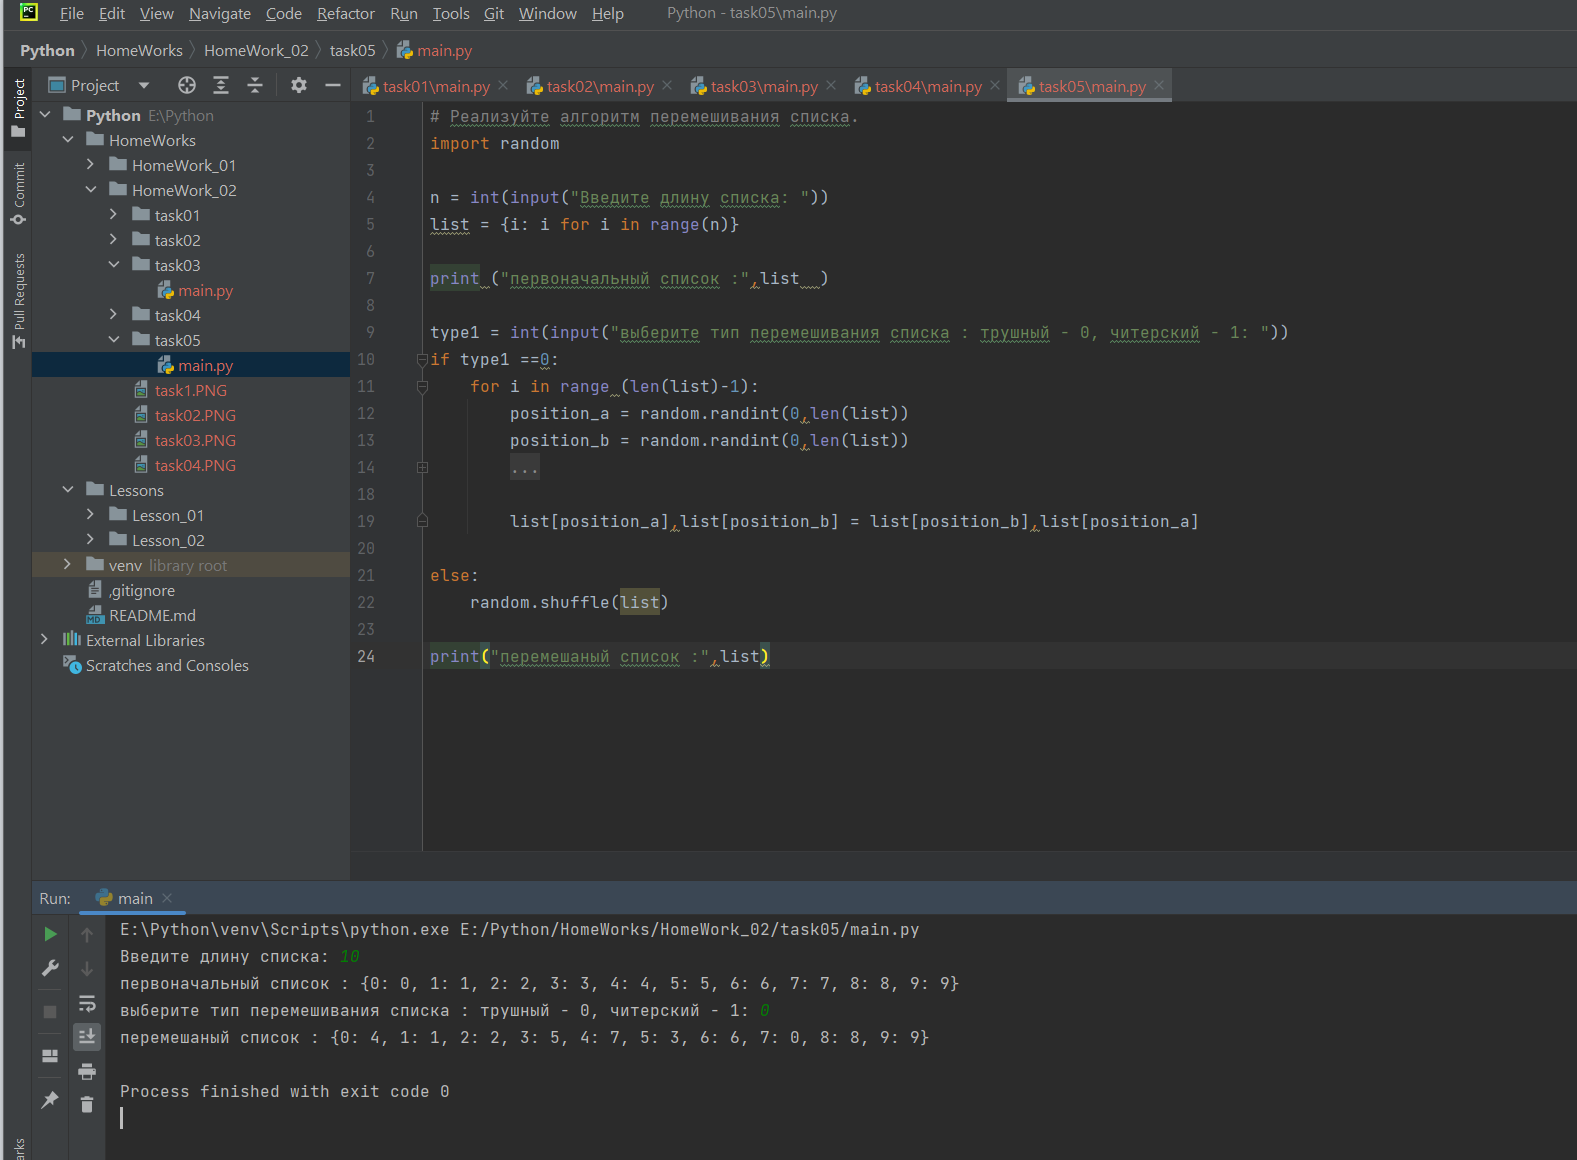 File Edit View Navigate Code Refactor Run Tools Git Window Help Python - task05\main.py
Python HomeWorks HomeWork_02 task05 main.py
Project
Commit
Pull Requests
Project
Python E:\Python
HomeWorks
HomeWork_01
HomeWork_02
task01
task02
task03
main.py
task04
task05
main.py
task1.PNG
task02.PNG
task03.PNG
task04.PNG
Lessons
Lesson_01
Lesson_02
venv library root
.gitignore
README.md
External Libraries
Scratches and Consoles
task01\main.py task02\main.py task03\main.py task04\main.py task05\main.py
1 # Реализуйте алгоритм перемешивания списка.
2 import random
3
4 n = int(input("Введите длину списка: "))
5 list = {i: i for i in range(n)}
6
7 print ("первоначальный список :",list  )
8
9 type1 = int(input("выберите тип перемешивания списка : трушный - 0, читерский - 1: "))
10 if type1 ==0:
11     for i in range (len(list)-1):
12         position_a = random.randint(0,len(list))
13         position_b = random.randint(0,len(list))
14         ...
18
19         list[position_a],list[position_b] = list[position_b],list[position_a]
20
21 else:
22     random.shuffle(list)
23
24 print("перемешаный список :",list)
Run: main
E:\Python\venv\Scripts\python.exe E:/Python/HomeWorks/HomeWork_02/task05/main.py
Введите длину списка: 10
первоначальный список : {0: 0, 1: 1, 2: 2, 3: 3, 4: 4, 5: 5, 6: 6, 7: 7, 8: 8, 9: 9}
выберите тип перемешивания списка : трушный - 0, читерский - 1: 0
перемешаный список : {0: 4, 1: 1, 2: 2, 3: 5, 4: 7, 5: 3, 6: 6, 7: 0, 8: 8, 9: 9}
Process finished with exit code 0